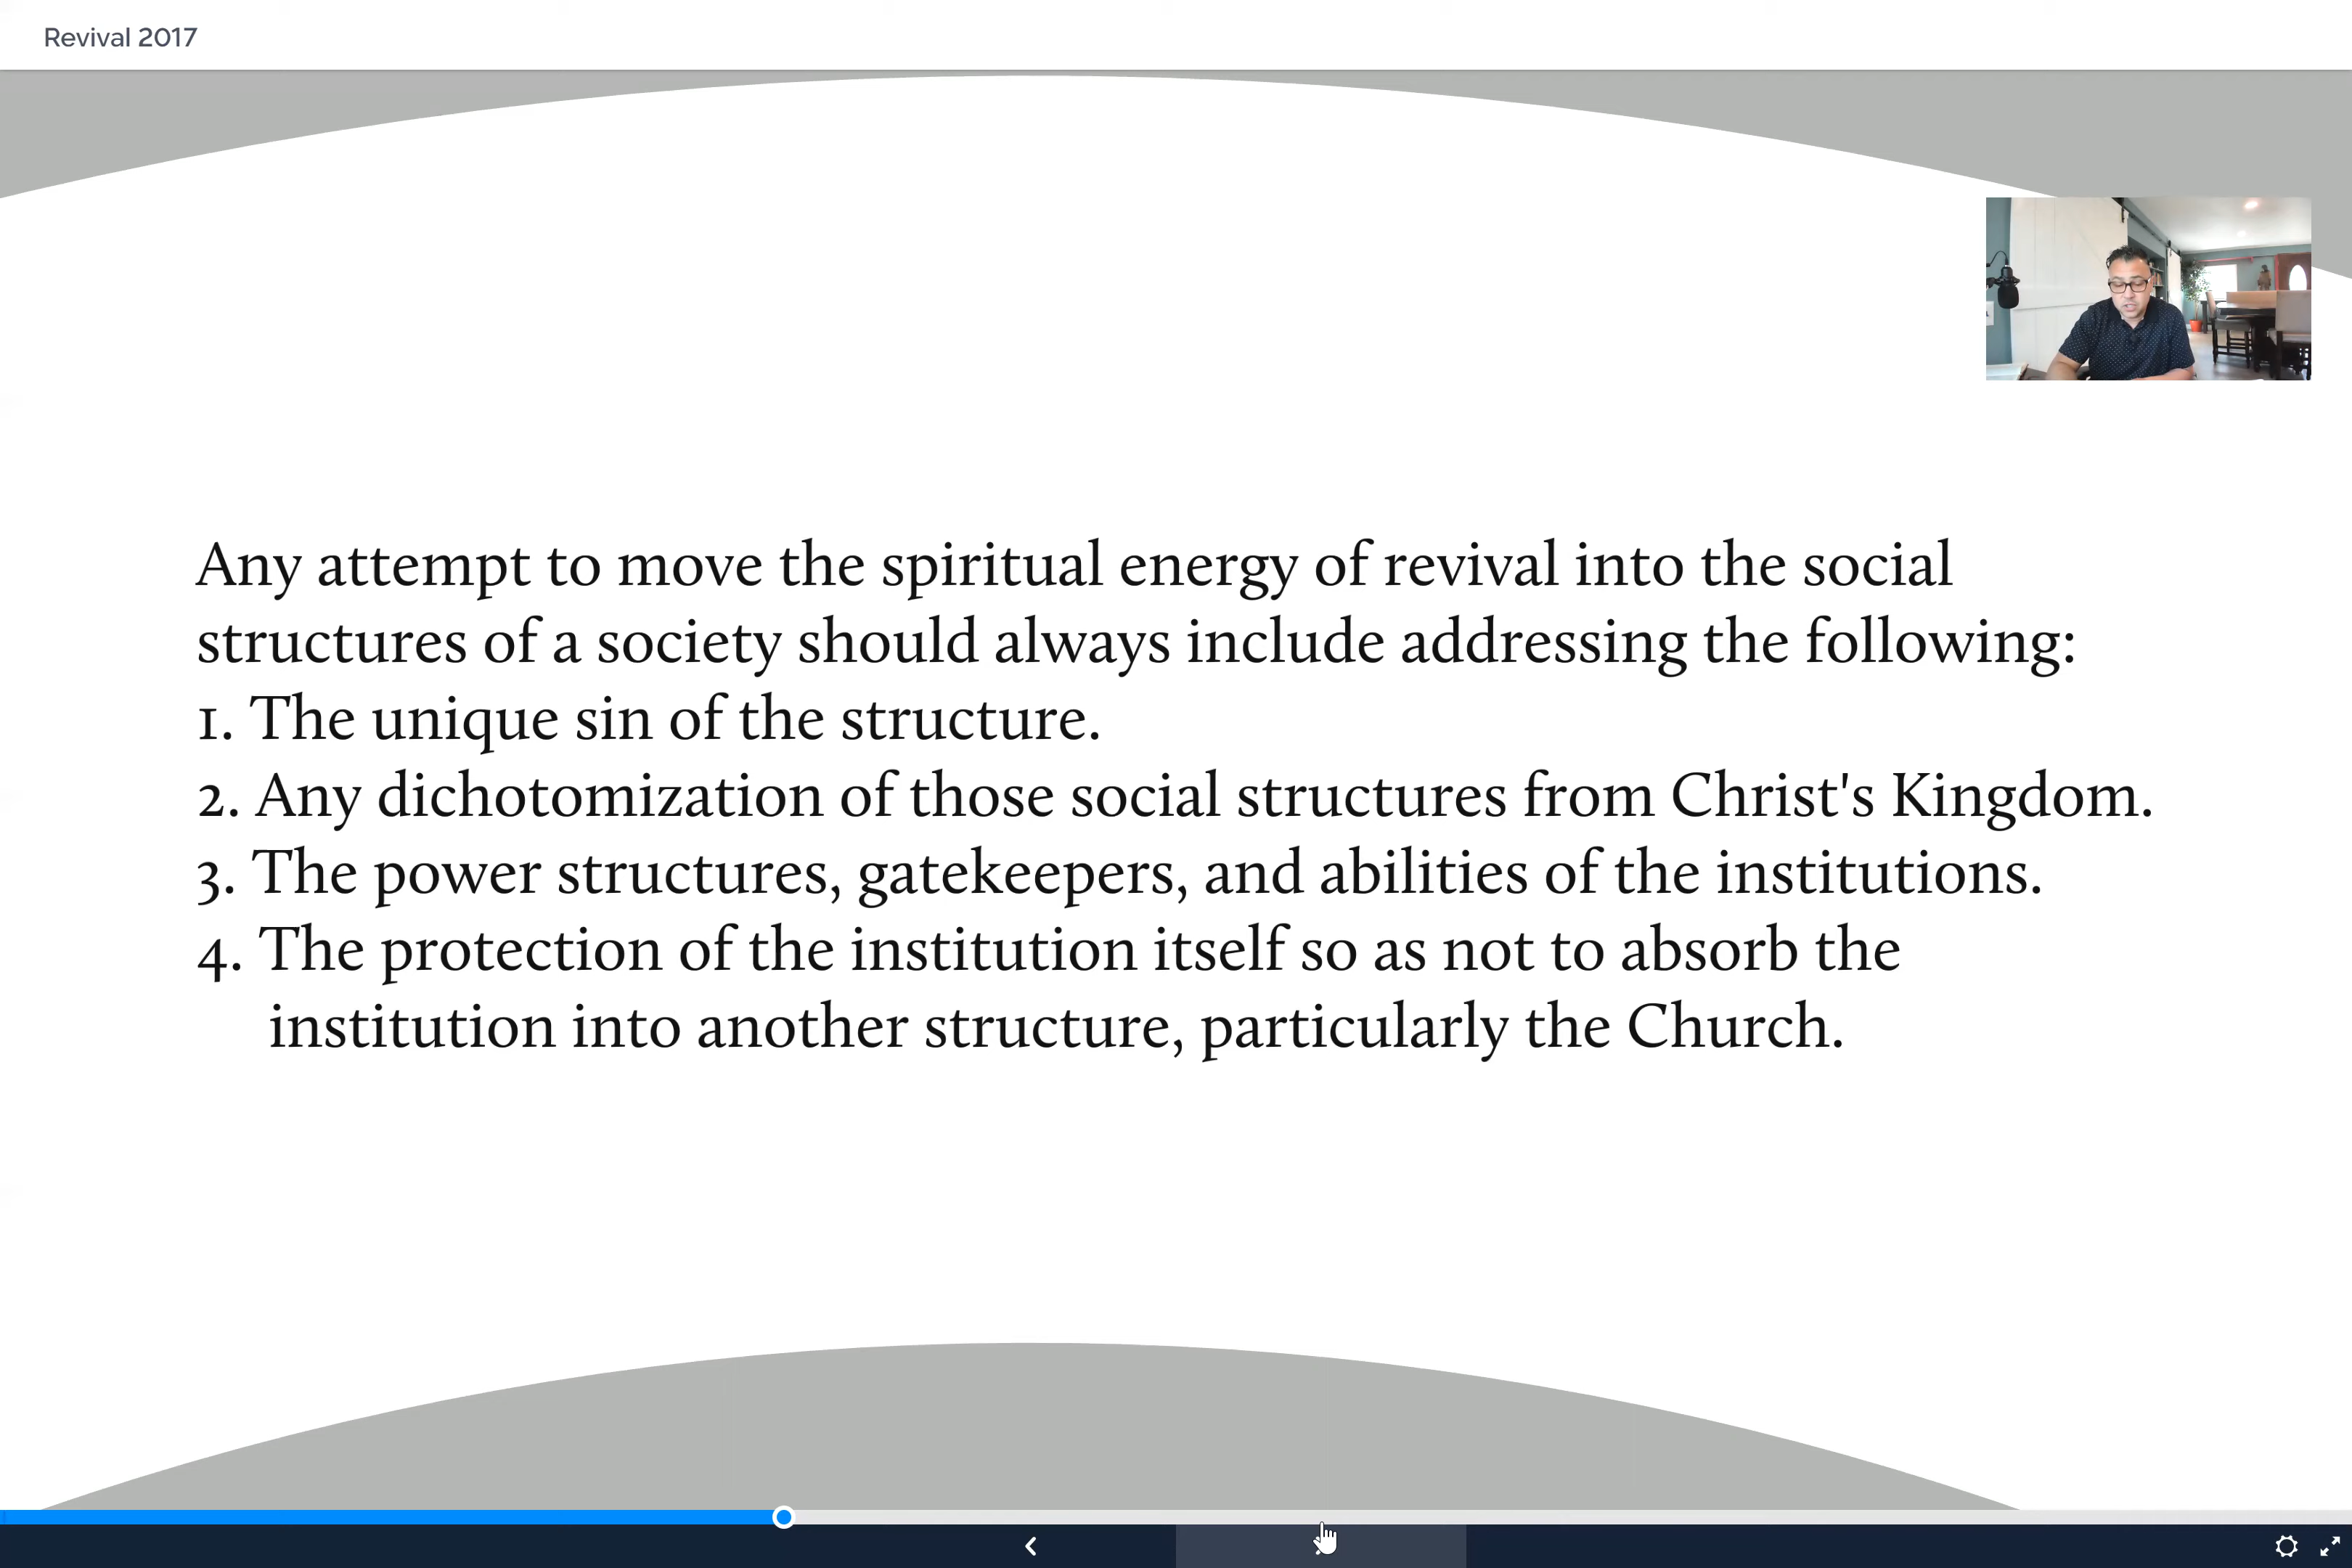 Revival 2017
Any attempt to move the spiritual energy of revival into the social
structures of a society should always include addressing the following:
1. The unique sin of the structure.
2. Any dichotomization of those social structures from Christ's Kingdom.
3. The power structures, gatekeepers, and abilities of the institutions.
4. The protection of the institution itself so as not to absorb the
institution into another structure, particularly the Church.